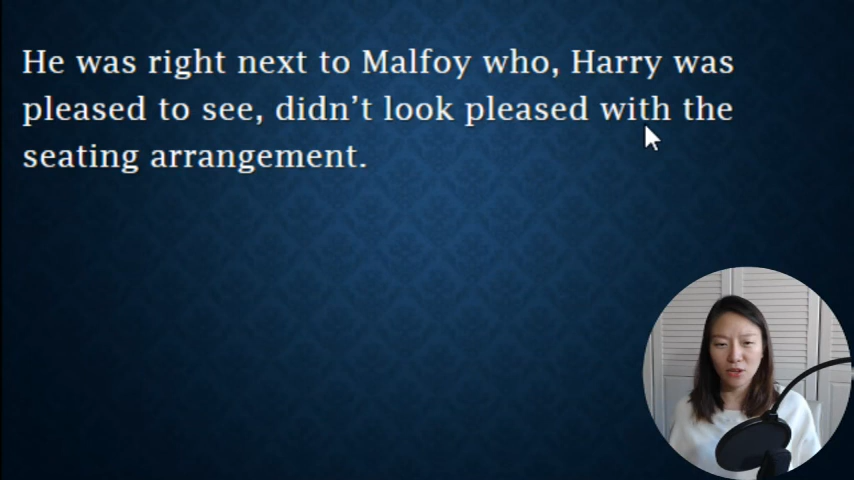 He was right next to Malfoy who, Harry was
pleased to see, didn’t look pleased with the
seating arrangement.